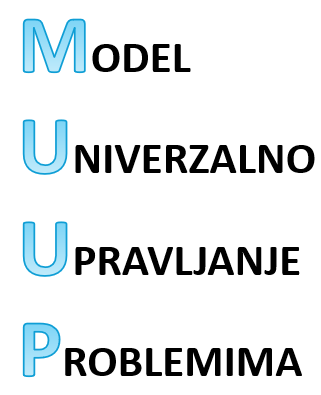 MODEL
UNIVERZALNO
UPRAVLJANJE
PROBLEMIMA